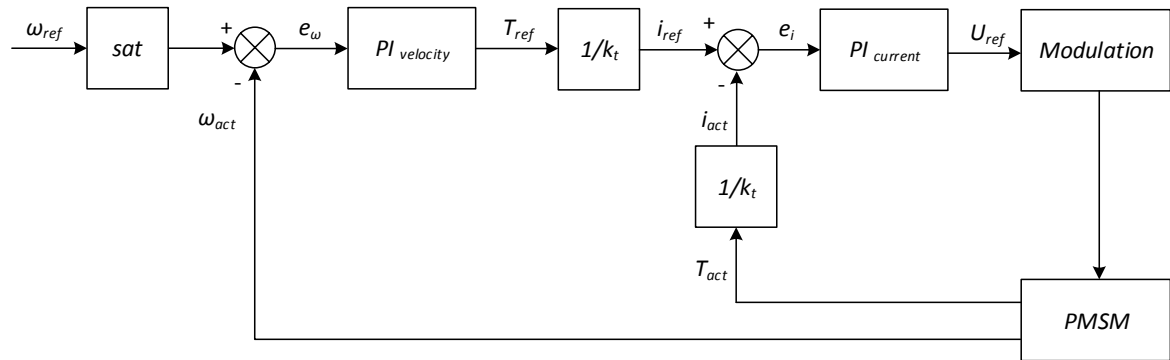 ω_ref
sat
+
-
e_ω
PI velocity
T_ref
1/k_t
i_ref
+
-
e_i
PI current
U_ref
Modulation
ω_act
i_act
1/k_t
T_act
PMSM